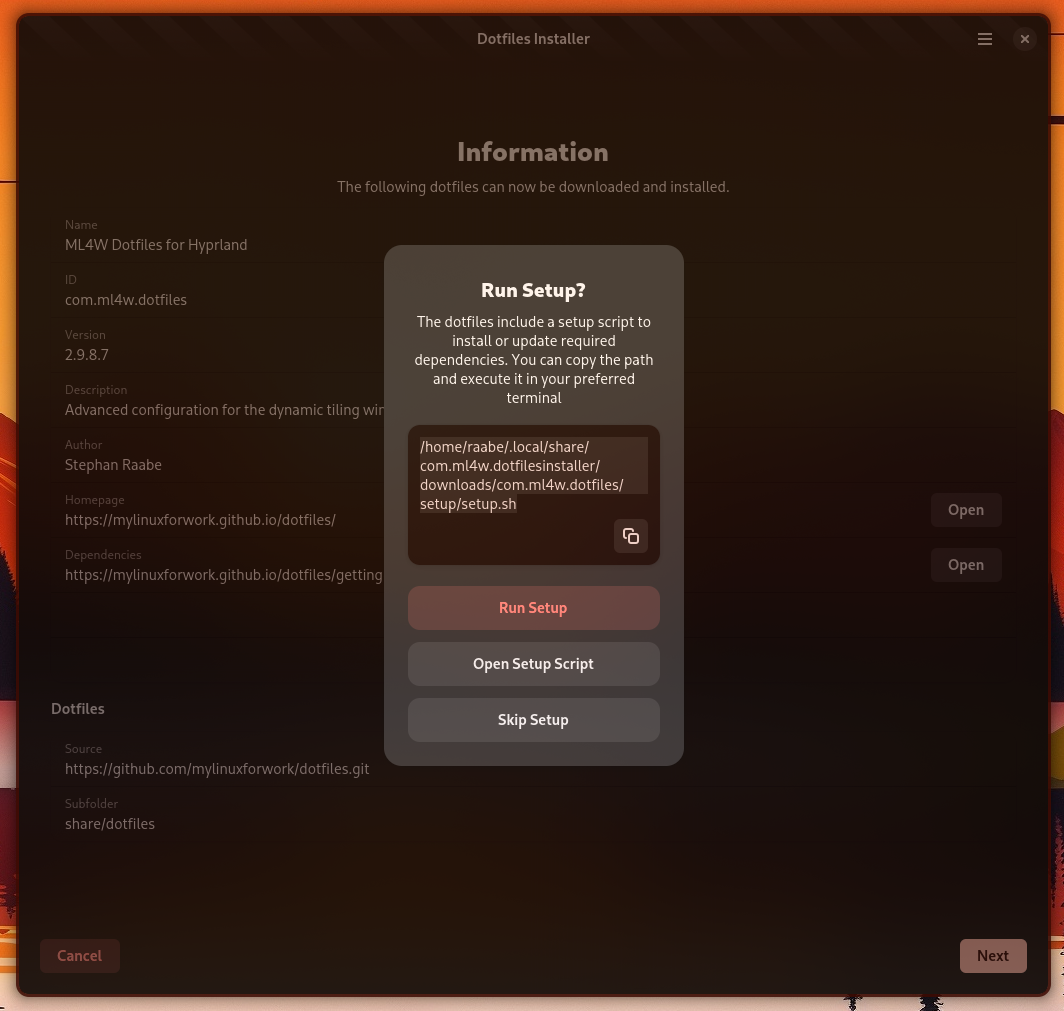 Dotfiles Installer
Information
The following dotfiles can now be downloaded and installed.
Name
ML4W Dotfiles for Hyprland
ID
com.ml4w.dotfiles
Version
2.9.8.7
Description
Advanced configuration for the dynamic tiling win
Author
Stephan Raabe
Homepage
https://mylinuxforwork.github.io/dotfiles/
Open
Dependencies
https://mylinuxforwork.github.io/dotfiles/getting
Open
Run Setup?
The dotfiles include a setup script to
install or update required
dependencies. You can copy the path
and execute it in your preferred
terminal
/home/raabe/.local/share/
com.ml4w.dotfilesinstaller/
downloads/com.ml4w.dotfiles/
setup/setup.sh
Run Setup
Open Setup Script
Skip Setup
Dotfiles
Source
https://github.com/mylinuxforwork/dotfiles.git
Subfolder
share/dotfiles
Cancel
Next